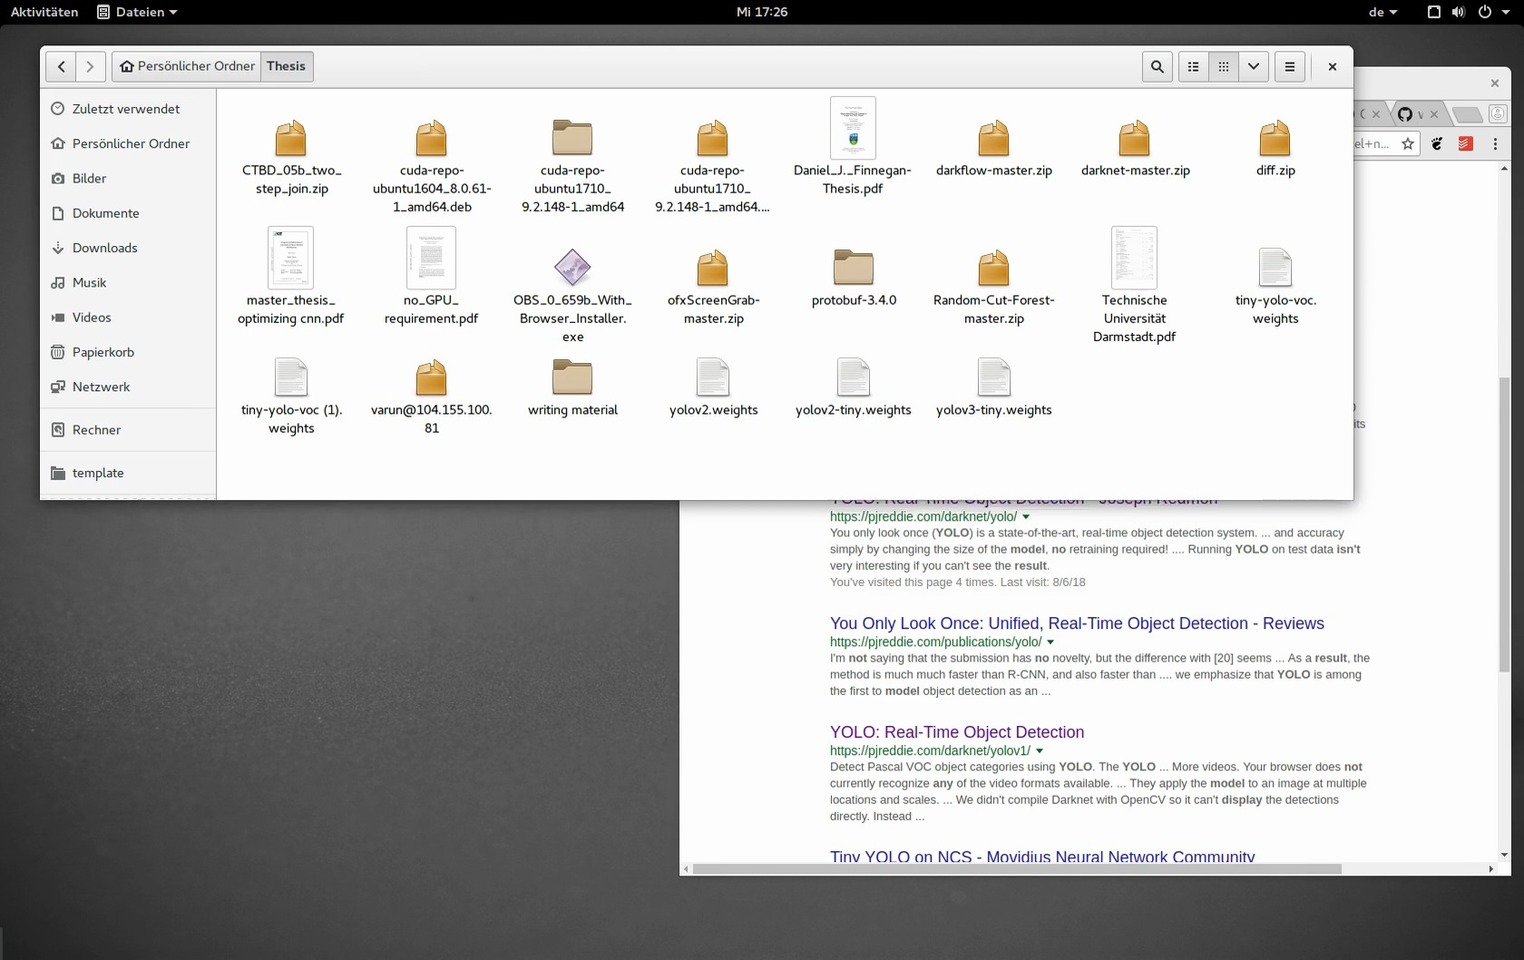 Aktivitäten Dateien Mi 17:26 de
Persönlicher Ordner Thesis
Zuletzt verwendet
Persönlicher Ordner
Bilder
Dokumente
Downloads
Musik
Videos
Papierkorb
Netzwerk
Rechner
template
CTBD_05b_two_
step_join.zip
cuda-repo-
ubuntu1604_8.0.61-
1_amd64.deb
cuda-repo-
ubuntu1710_
9.2.148-1_amd64
cuda-repo-
ubuntu1710_
9.2.148-1_amd64....
Daniel_J._Finnegan-
Thesis.pdf
darkflow-master.zip
darknet-master.zip
diff.zip
master_thesis_
optimizing cnn.pdf
no_GPU_
requirement.pdf
OBS_0_659b_With_
Browser_Installer.
exe
ofxScreenGrab-
master.zip
protobuf-3.4.0
Random-Cut-Forest-
master.zip
Technische
Universität
Darmstadt.pdf
tiny-yolo-voc.
weights
tiny-yolo-voc (1).
weights
varun@104.155.100.
81
writing material
yolov2.weights
yolov2-tiny.weights
yolov3-tiny.weights
el+n...
its
YOLO: Real-Time Object Detection - Joseph Redmon
https://pjreddie.com/darknet/yolo/
You only look once (YOLO) is a state-of-the-art, real-time object detection system. ... and accuracy
simply by changing the size of the model, no retraining required! .... Running YOLO on test data isn't
very interesting if you can't see the result.
You've visited this page 4 times. Last visit: 8/6/18
You Only Look Once: Unified, Real-Time Object Detection - Reviews
https://pjreddie.com/publications/yolo/
I'm not saying that the submission has no novelty, but the difference with [20] seems ... As a result, the
method is much much faster than R-CNN, and also faster than .... we emphasize that YOLO is among
the first to model object detection as an ...
YOLO: Real-Time Object Detection
https://pjreddie.com/darknet/yolov1/
Detect Pascal VOC object categories using YOLO. The YOLO ... More videos. Your browser does not
currently recognize any of the video formats available. ... They apply the model to an image at multiple
locations and scales. ... We didn't compile Darknet with OpenCV so it can't display the detections
directly. Instead ...
Tiny YOLO on NCS - Movidius Neural Network Community